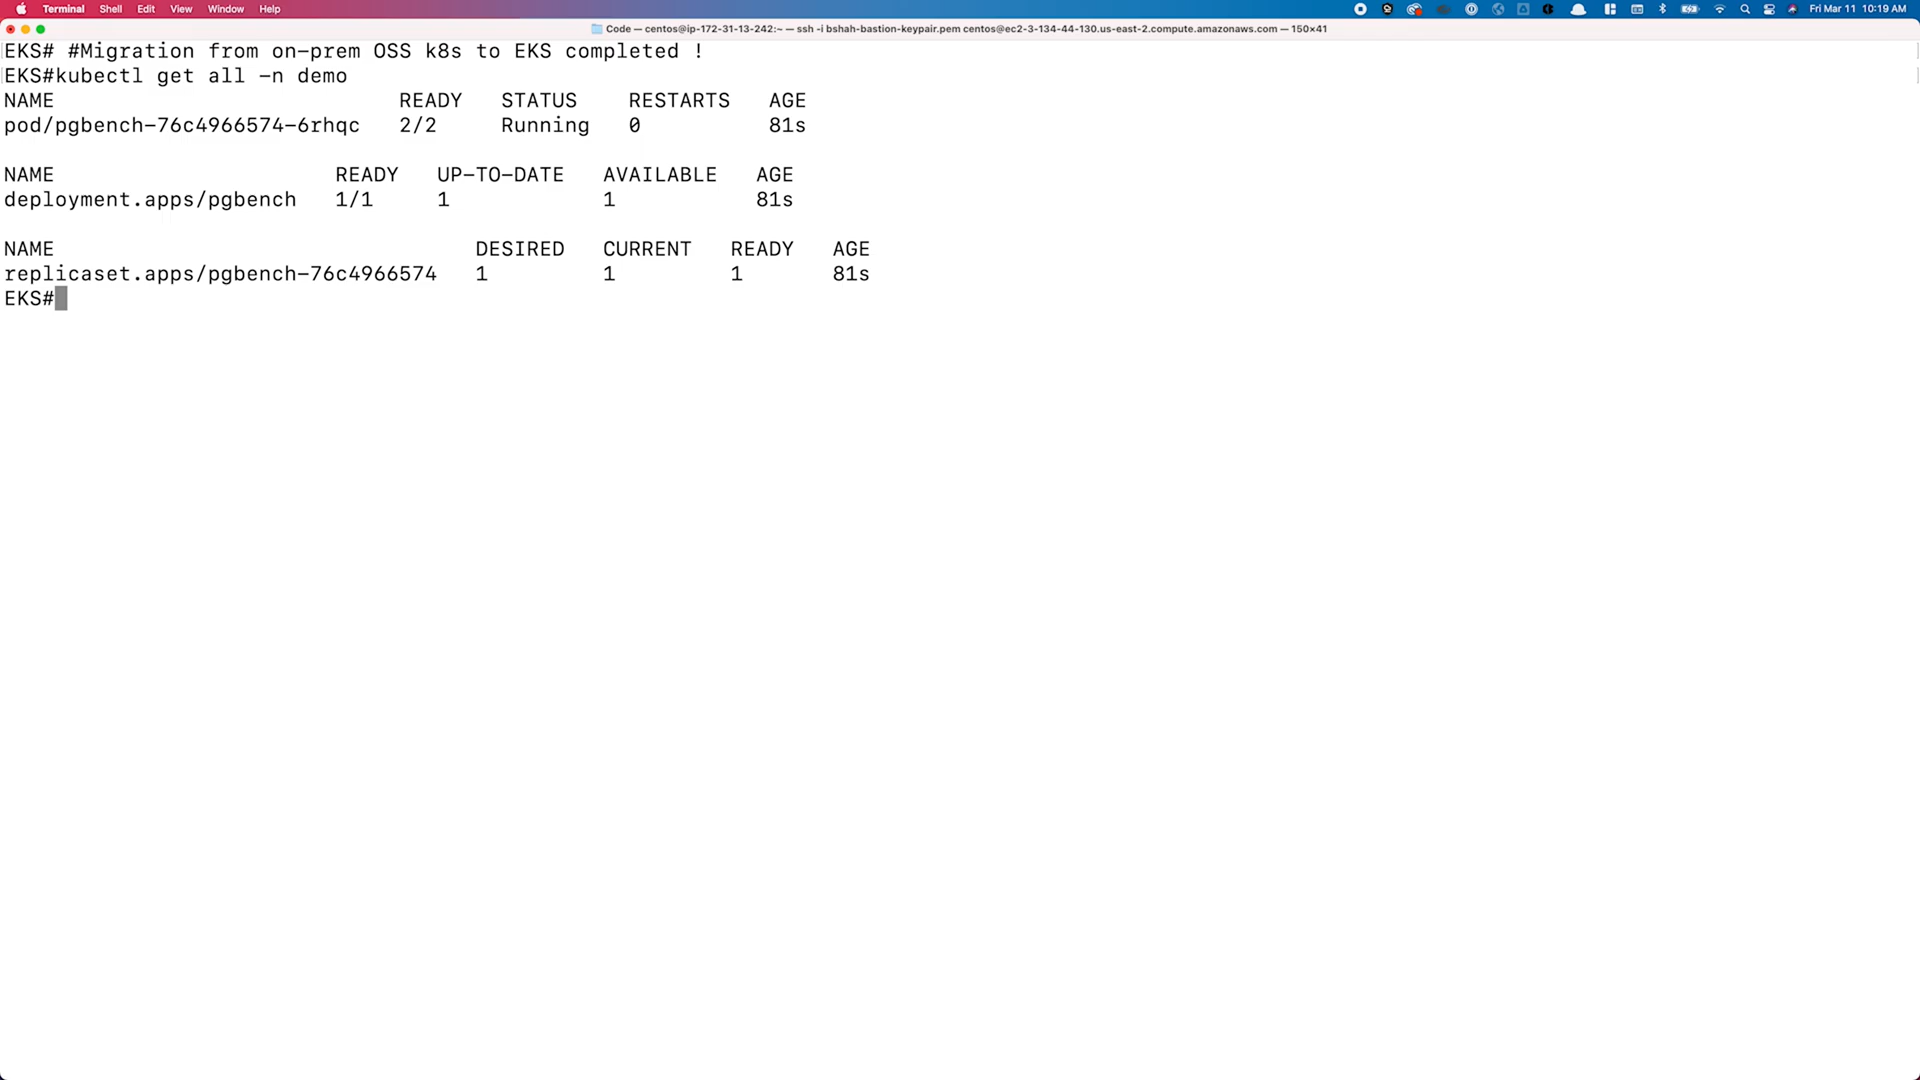 Terminal Shell Edit View Window Help Fri Mar 11 10:19 AM
Code — centos@ip-172-31-13-242:~ — ssh -i bshah-bastion-keypair.pem centos@ec2-3-134-44-130.us-east-2.compute.amazonaws.com — 150×41
EKS# #Migration from on-prem OSS k8s to EKS completed !
EKS#kubectl get all -n demo
NAME READY STATUS RESTARTS AGE
pod/pgbench-76c4966574-6rhqc 2/2 Running 0 81s
NAME READY UP-TO-DATE AVAILABLE AGE
deployment.apps/pgbench 1/1 1 1 81s
NAME DESIRED CURRENT READY AGE
replicaset.apps/pgbench-76c4966574 1 1 1 81s
EKS#